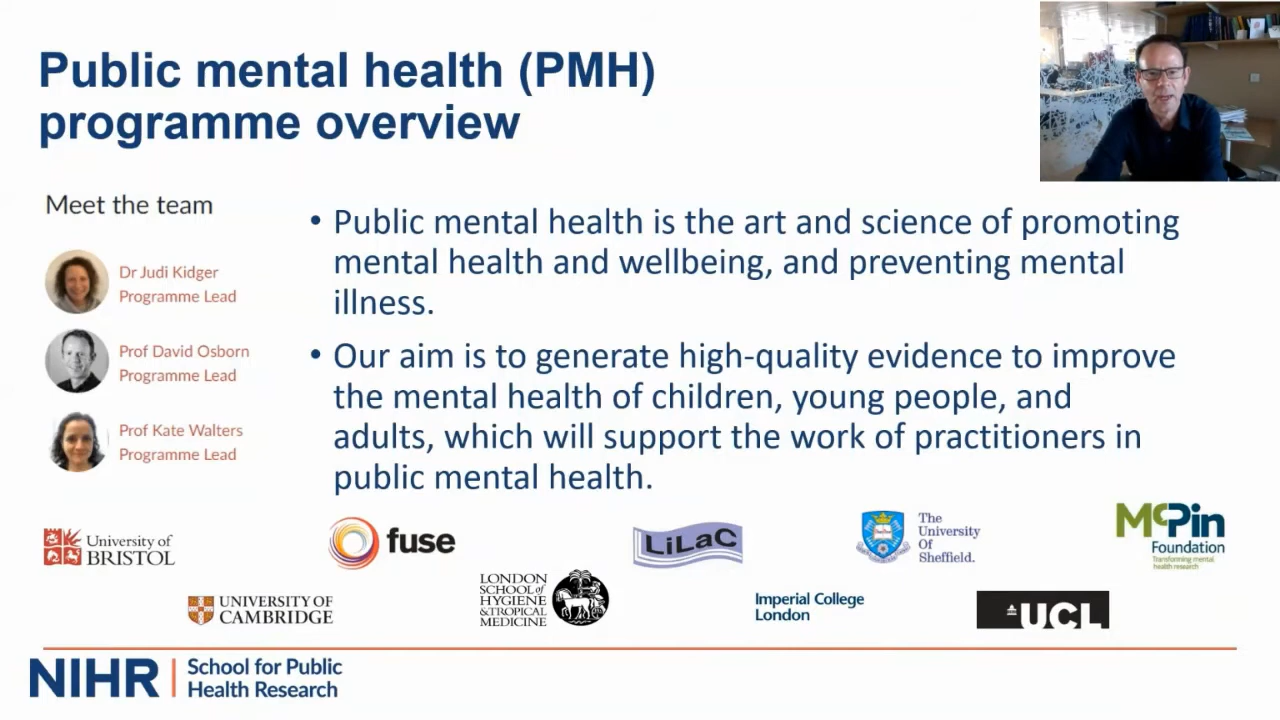 Public mental health (PMH)
programme overview
Meet the team
Dr Judi Kidger
Programme Lead
Prof David Osborn
Programme Lead
Prof Kate Walters
Programme Lead
• Public mental health is the art and science of promoting
mental health and wellbeing, and preventing mental
illness.
• Our aim is to generate high-quality evidence to improve
the mental health of children, young people, and
adults, which will support the work of practitioners in
public mental health.
University of
BRISTOL
fuse
LiLaC
The
University
Of
Sheffield.
McPin
Foundation
Transforming mental
health research
UNIVERSITY OF
CAMBRIDGE
LONDON
SCHOOL of
HYGIENE
& TROPICAL
MEDICINE
Imperial College
London
UCL
NIHR | School for Public
Health Research